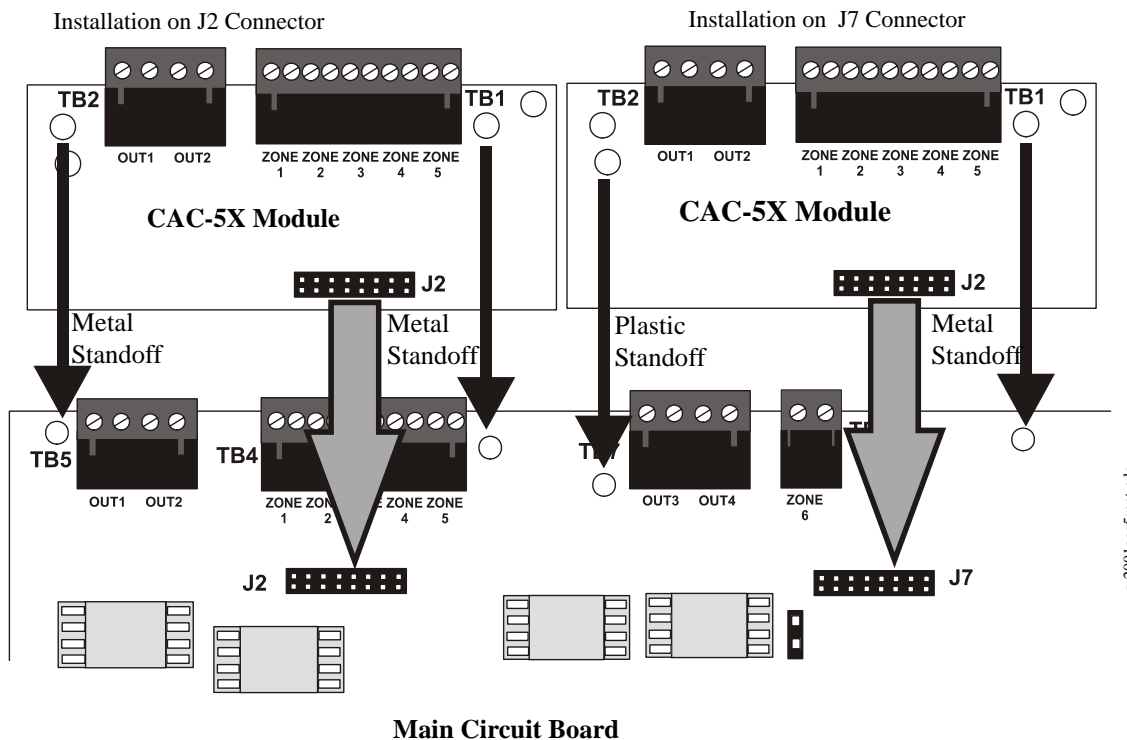 Installation on J2 Connector
Installation on J7 Connector
TB2
TB1
OUT1 OUT2
ZONE 1 ZONE 2 ZONE 3 ZONE 4 ZONE 5
CAC-5X Module
J2
Metal Standoff
Metal Standoff
TB2
TB1
OUT1 OUT2
ZONE 1 ZONE 2 ZONE 3 ZONE 4 ZONE 5
CAC-5X Module
J2
Plastic Standoff
Metal Standoff
TB5
OUT1 OUT2
TB4
ZONE 1 ZONE 2 ZONE 4 ZONE 5
OUT3 OUT4
ZONE 6
J2
J7
Main Circuit Board